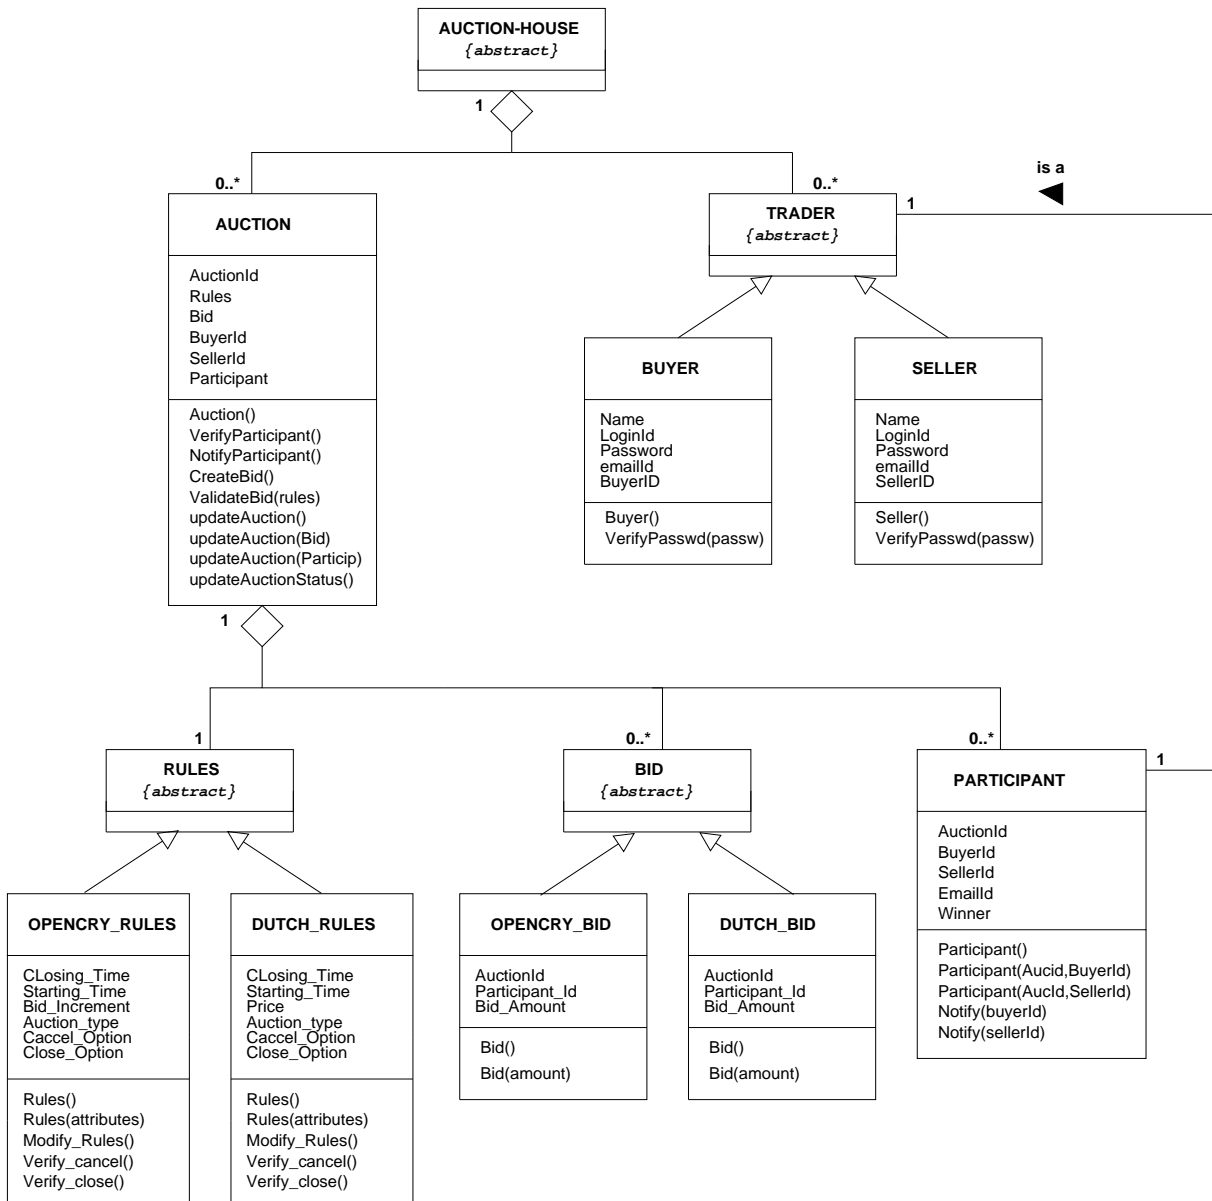 AUCTION-HOUSE
{abstract}
1
0..*
0..*
is a
AUCTION
AuctionId
Rules
Bid
BuyerId
SellerId
Participant
Auction()
VerifyParticipant()
NotifyParticipant()
CreateBid()
ValidateBid(rules)
updateAuction()
updateAuction(Bid)
updateAuction(Particip)
updateAuctionStatus()
TRADER
{abstract}
1
BUYER
Name
LoginId
Password
emailId
BuyerID
Buyer()
VerifyPasswd(passw)
SELLER
Name
LoginId
Password
emailId
SellerID
Seller()
VerifyPasswd(passw)
1
1
0..*
0..*
1
RULES
{abstract}
BID
{abstract}
PARTICIPANT
AuctionId
BuyerId
SellerId
EmailId
Winner
Participant()
Participant(Aucid,BuyerId)
Participant(AucId,SellerId)
Notify(buyerId)
Notify(sellerId)
OPENCRY_RULES
CLosing_Time
Starting_Time
Bid_Increment
Auction_type
Caccel_Option
Close_Option
Rules()
Rules(attributes)
Modify_Rules()
Verify_cancel()
Verify_close()
DUTCH_RULES
CLosing_Time
Starting_Time
Price
Auction_type
Caccel_Option
Close_Option
Rules()
Rules(attributes)
Modify_Rules()
Verify_cancel()
Verify_close()
OPENCRY_BID
AuctionId
Participant_Id
Bid_Amount
Bid()
Bid(amount)
DUTCH_BID
AuctionId
Participant_Id
Bid_Amount
Bid()
Bid(amount)